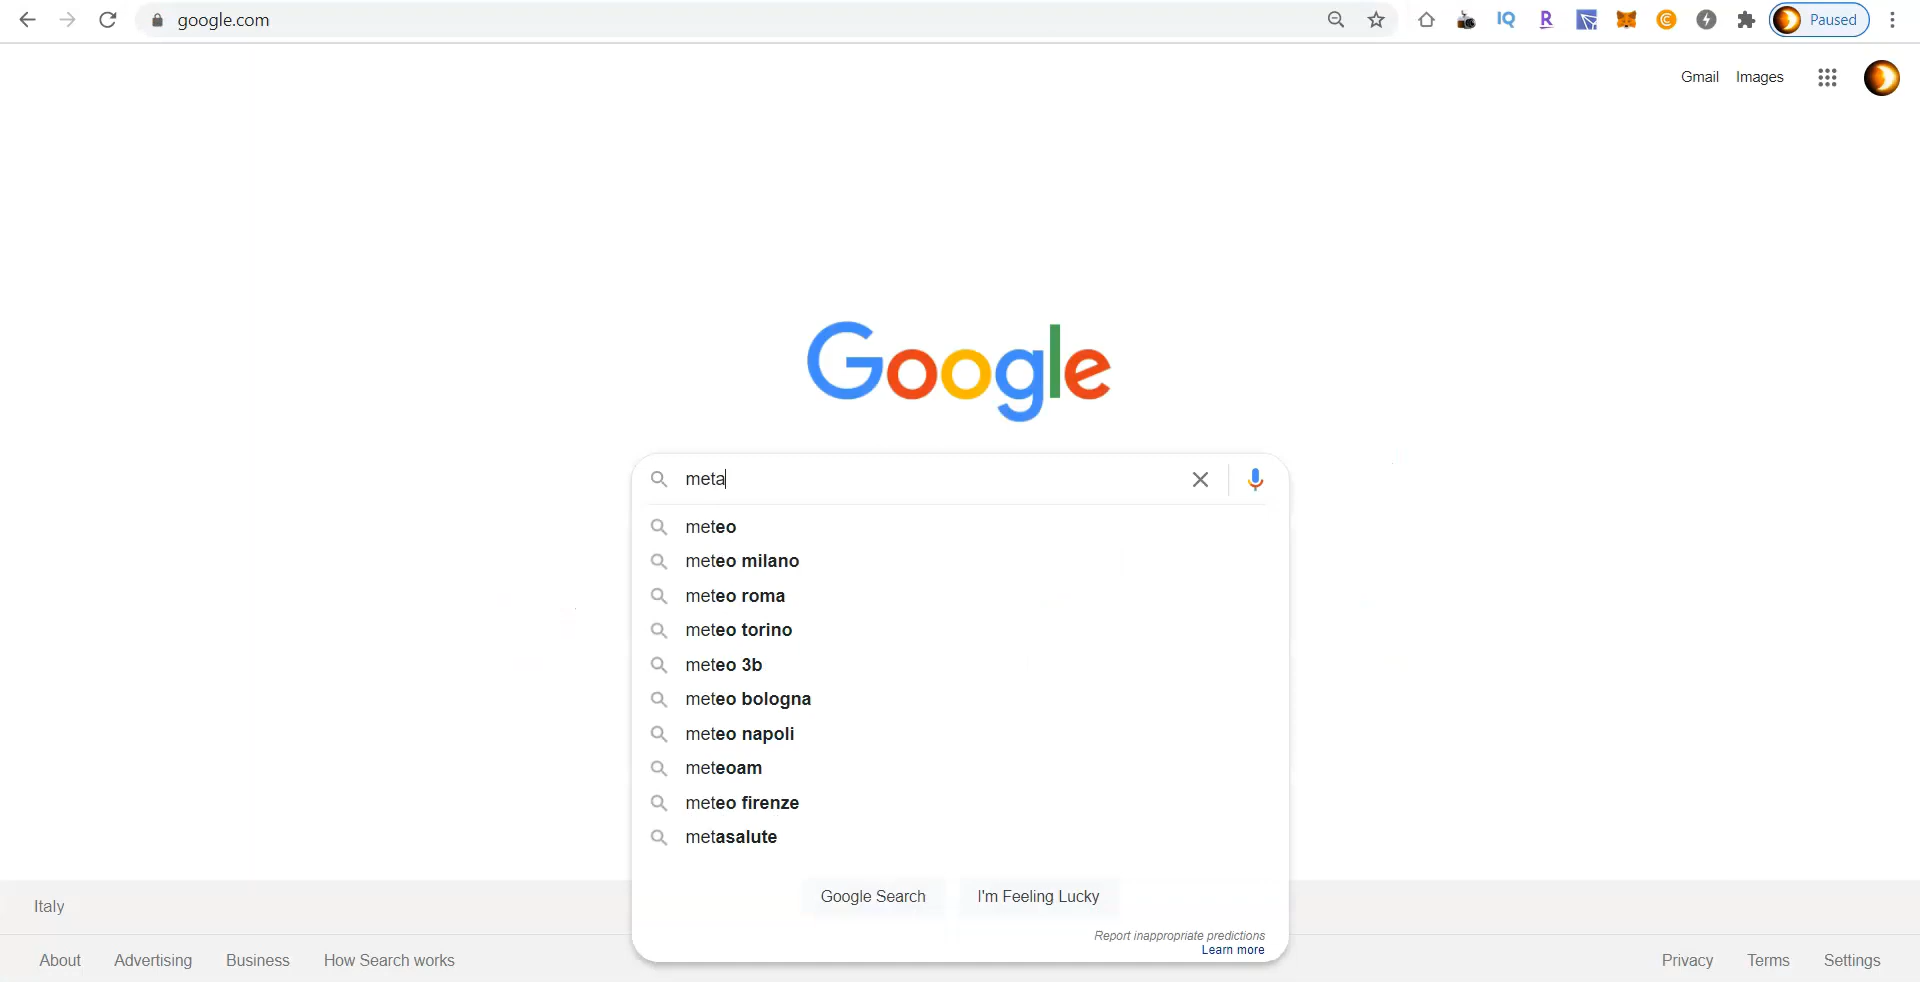 google.com
IQ
R
C
Paused
Gmail
Images
Google
meta
meteo
meteo milano
meteo roma
meteo torino
meteo 3b
meteo bologna
meteo napoli
meteoam
meteo firenze
metasalute
Google Search
I'm Feeling Lucky
Report inappropriate predictions
Learn more
Italy
About
Advertising
Business
How Search works
Privacy
Terms
Settings